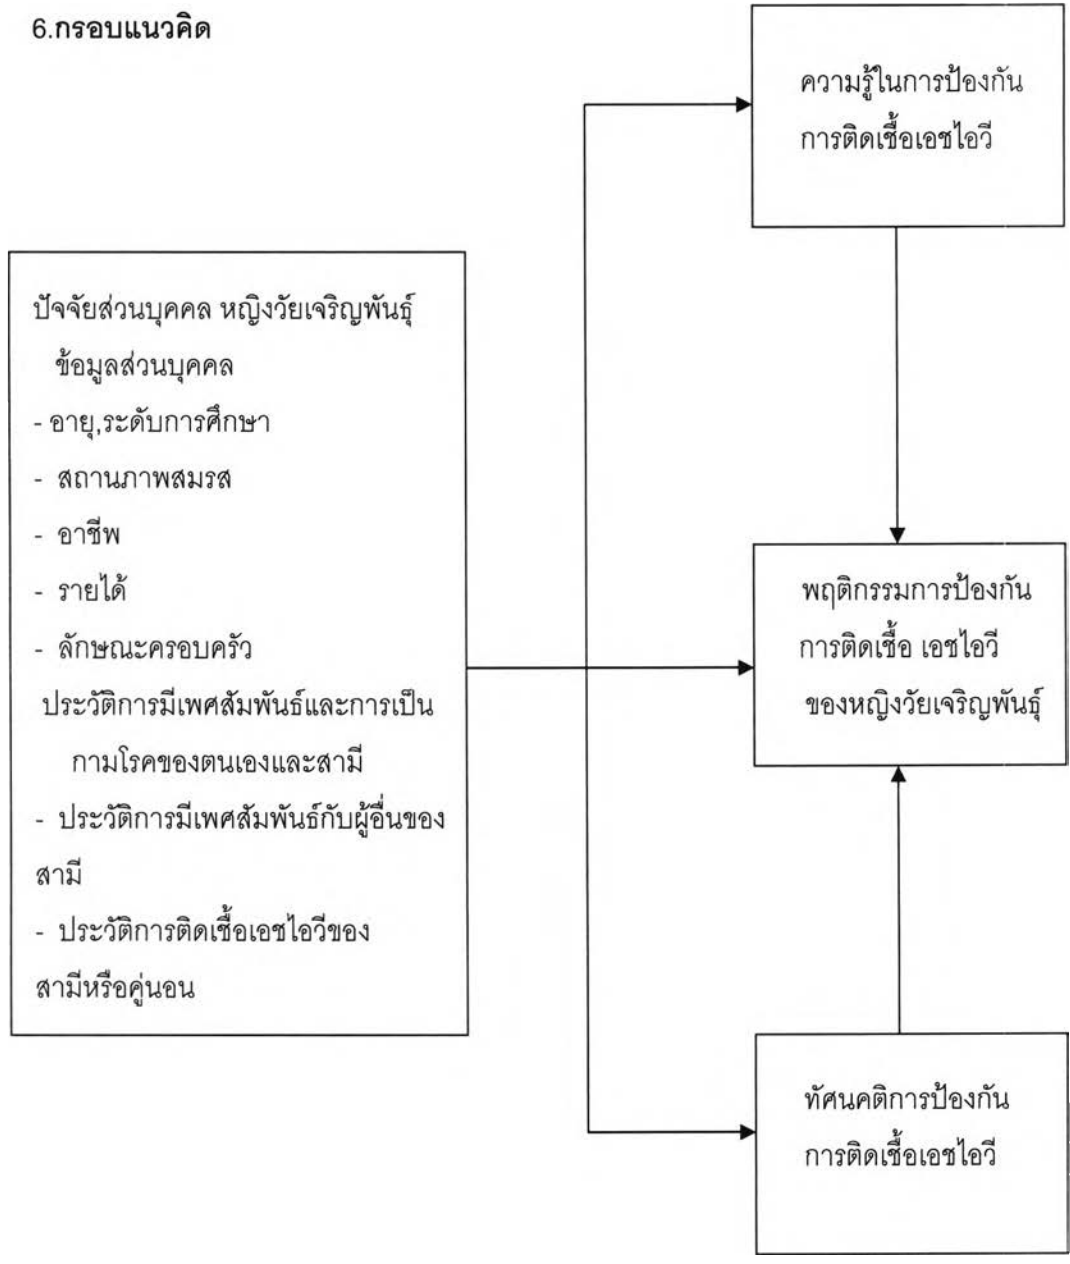 6.กรอบแนวคิด
ความรู้ในการป้องกัน
การติดเชื้อเอชไอวี
ปัจจัยส่วนบุคคล หญิงวัยเจริญพันธุ์
ข้อมูลส่วนบุคคล
- อายุ,ระดับการศึกษา
- สถานภาพสมรส
- อาชีพ
- รายได้
- ลักษณะครอบครัว
ประวัติการมีเพศสัมพันธ์และการเป็น
กามโรคของตนเองและสามี
- ประวัติการมีเพศสัมพันธ์กับผู้อื่นของ
สามี
- ประวัติการติดเชื้อเอชไอวีของ
สามีหรือคู่นอน
พฤติกรรมการป้องกัน
การติดเชื้อ เอชไอวี
ของหญิงวัยเจริญพันธุ์
ทัศนคติการป้องกัน
การติดเชื้อเอชไอวี